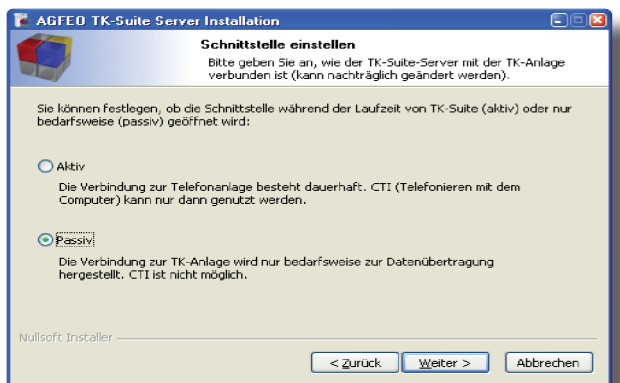 AGFEO TK-Suite Server Installation
Schnittstelle einstellen
Bitte geben Sie an, wie der TK-Suite-Server mit der TK-Anlage
verbunden ist (kann nachträglich geändert werden).
Sie können festlegen, ob die Schnittstelle während der Laufzeit von TK-Suite (aktiv) oder nur
bedarfsweise (passiv) geöffnet wird:
Aktiv
Die Verbindung zur Telefonanlage besteht dauerhaft. CTI (Telefonieren mit dem
Computer) kann nur dann genutzt werden.
Passiv
Die Verbindung zur TK-Anlage wird nur bedarfsweise zur Datenübertragung
hergestellt. CTI ist nicht möglich.
Nullsoft Installer
< Zurück Weiter > Abbrechen